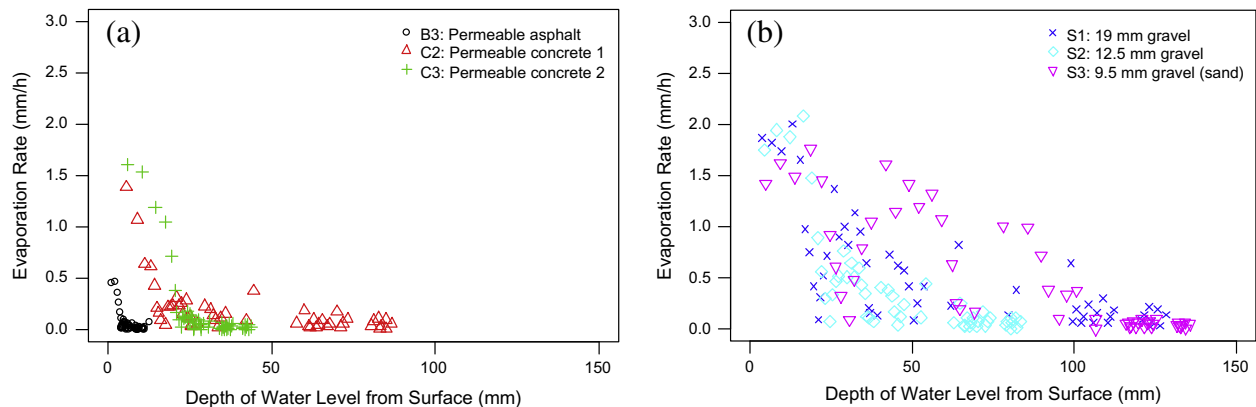 (a)
B3: Permeable asphalt
C2: Permeable concrete 1
C3: Permeable concrete 2
Evaporation Rate (mm/h)
3.0
2.5
2.0
1.5
1.0
0.5
0.0
0 50 100 150
Depth of Water Level from Surface (mm)
(b)
S1: 19 mm gravel
S2: 12.5 mm gravel
S3: 9.5 mm gravel (sand)
Evaporation Rate (mm/h)
3.0
2.5
2.0
1.5
1.0
0.5
0.0
0 50 100 150
Depth of Water Level from Surface (mm)